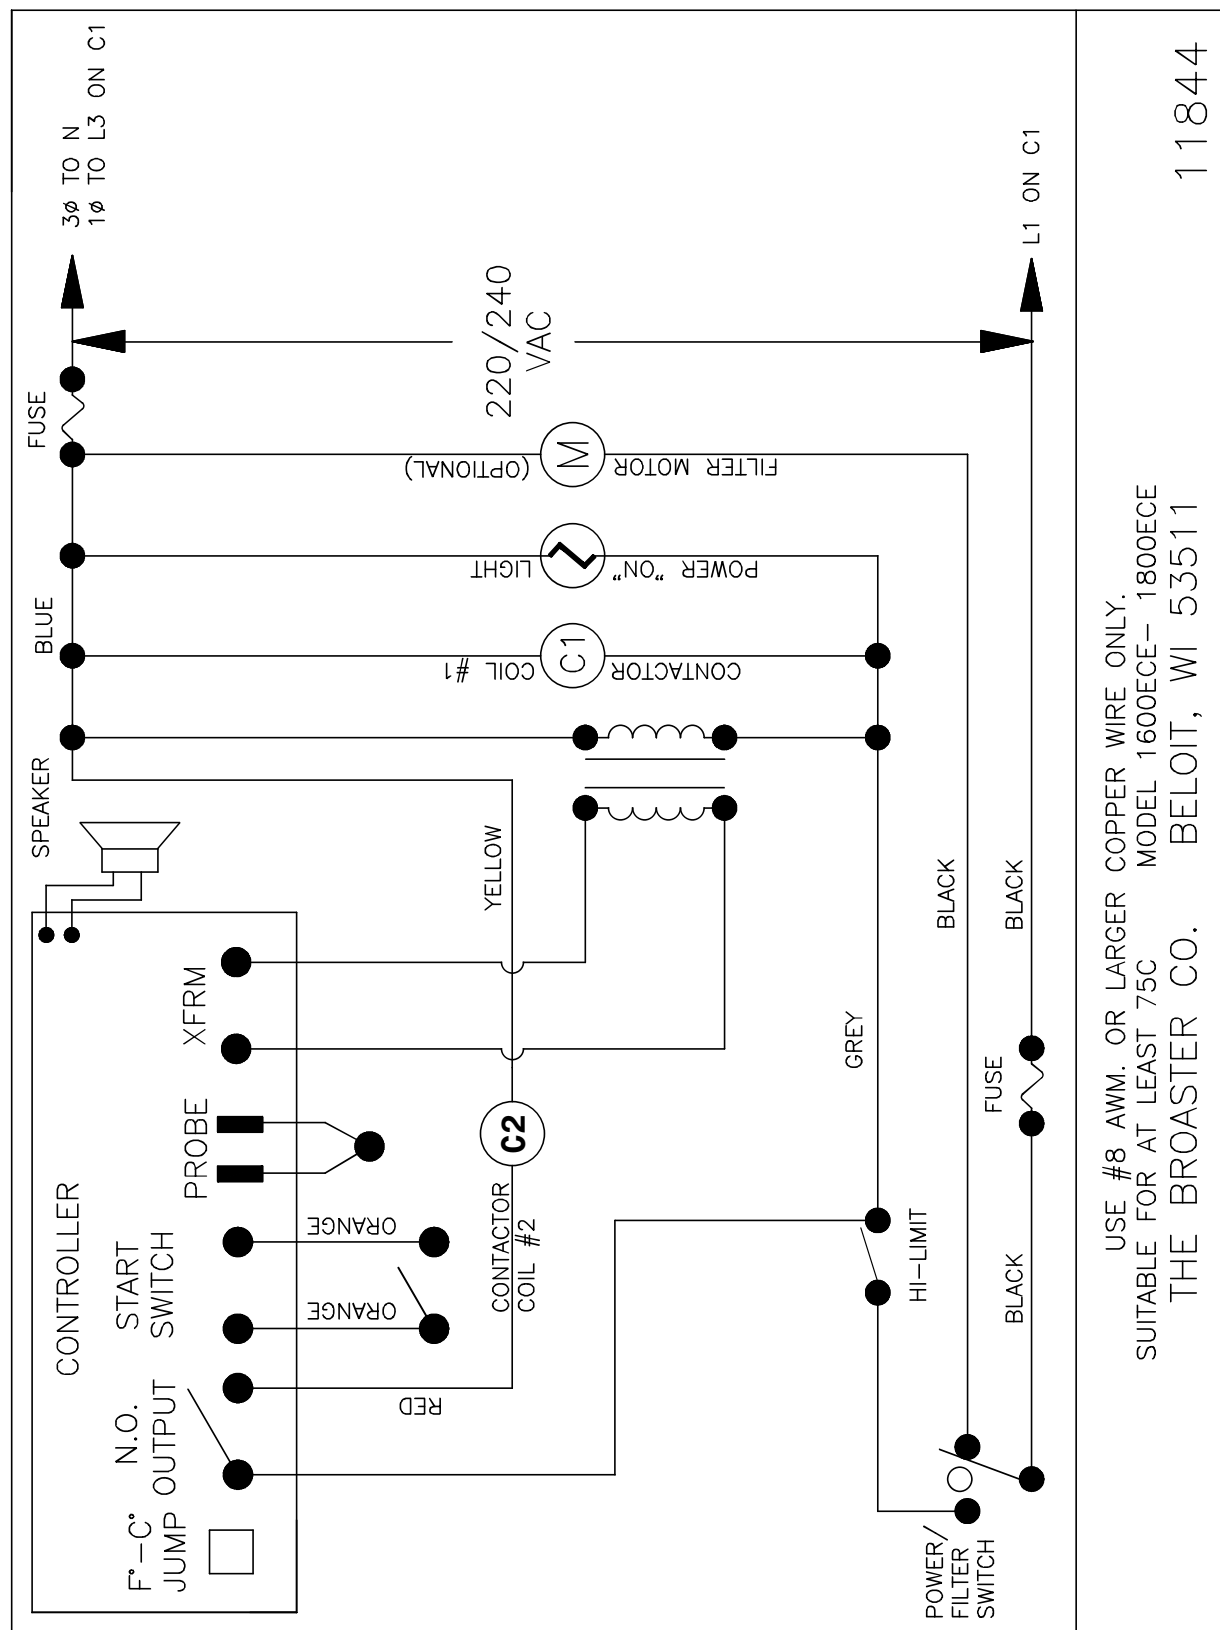 3ø TO N
1ø TO L3 ON C1
FUSE
220/240
VAC
L1 ON C1
FILTER MOTOR
(OPTIONAL)
M
POWER "ON"
LIGHT
BLUE
CONTACTOR
COIL #1
C1
SPEAKER
YELLOW
BLACK
BLACK
GREY
FUSE
CONTROLLER
XFRM
PROBE
START
SWITCH
N.O.
OUTPUT
F°-C°
JUMP
ORANGE
ORANGE
RED
C2
CONTACTOR
COIL #2
HI-LIMIT
BLACK
POWER/
FILTER
SWITCH
USE #8 AWM. OR LARGER COPPER WIRE ONLY.
SUITABLE FOR AT LEAST 75C MODEL 1600ECE- 1800ECE
THE BROASTER CO. BELOIT, WI 53511 11844